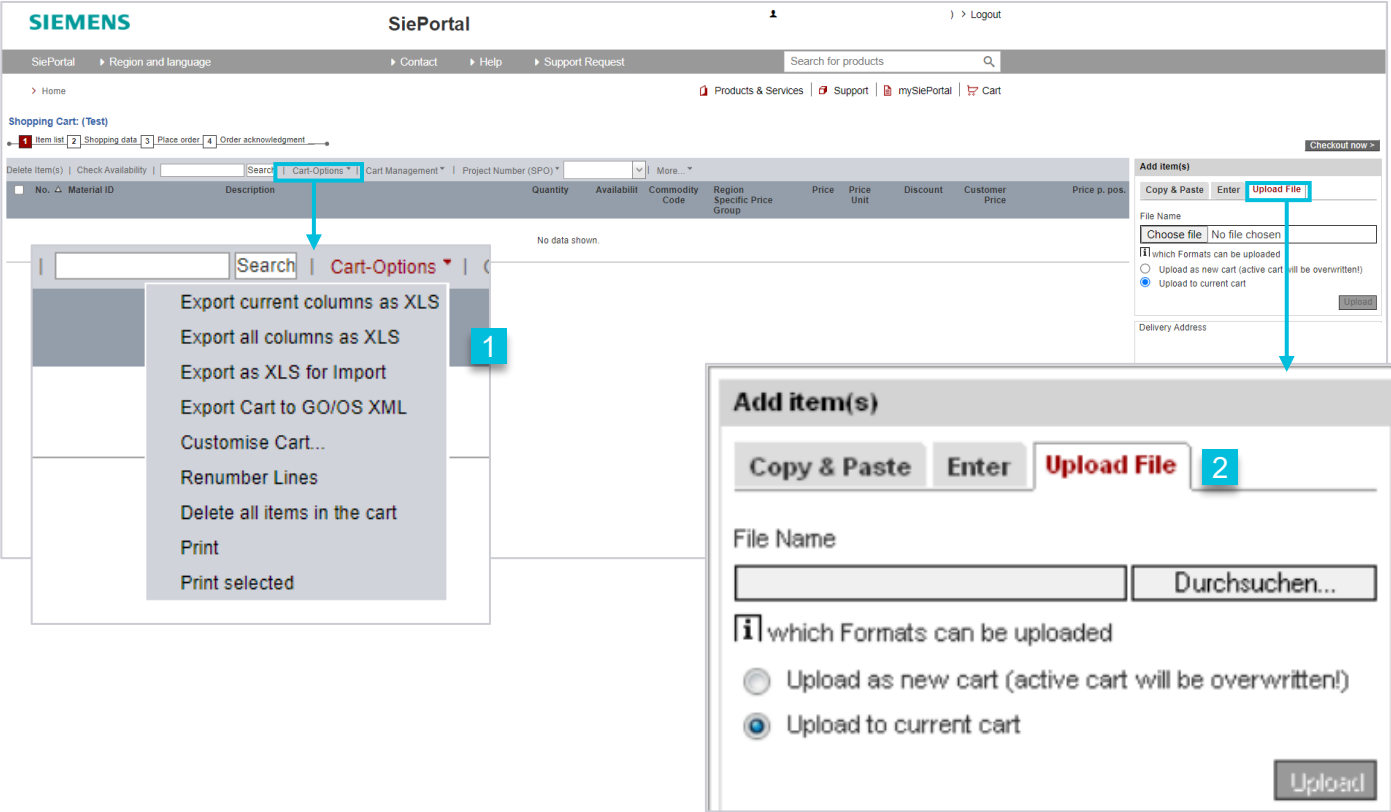 SIEMENS
SiePortal
) > Logout
SiePortal Region and language Contact Help Support Request Search for products
> Home
Products & Services Support mySiePortal Cart
Shopping Cart: (Test)
1 Item list 2 Shopping data 3 Place order 4 Order acknowledgment
Checkout now >
Delete Item(s) | Check Availability | Search | Cart-Options | Cart Management | Project Number (SPO) | More...
No. Material ID Description Quantity Availabilit Commodity Code Region Specific Price Group Price Price Unit Discount Customer Price Price p. pos.
No data shown.
Add item(s)
Copy & Paste Enter Upload File
File Name
Choose file No file chosen
i which Formats can be uploaded
Upload as new cart (active cart will be overwritten!)
Upload to current cart
Upload
Delivery Address
| Search | Cart-Options |
Export current columns as XLS
Export all columns as XLS
1
Export as XLS for Import
Export Cart to GO/OS XML
Customise Cart...
Renumber Lines
Delete all items in the cart
Print
Print selected
Add item(s)
Copy & Paste Enter Upload File 2
File Name
Durchsuchen...
i which Formats can be uploaded
Upload as new cart (active cart will be overwritten!)
Upload to current cart
Upload